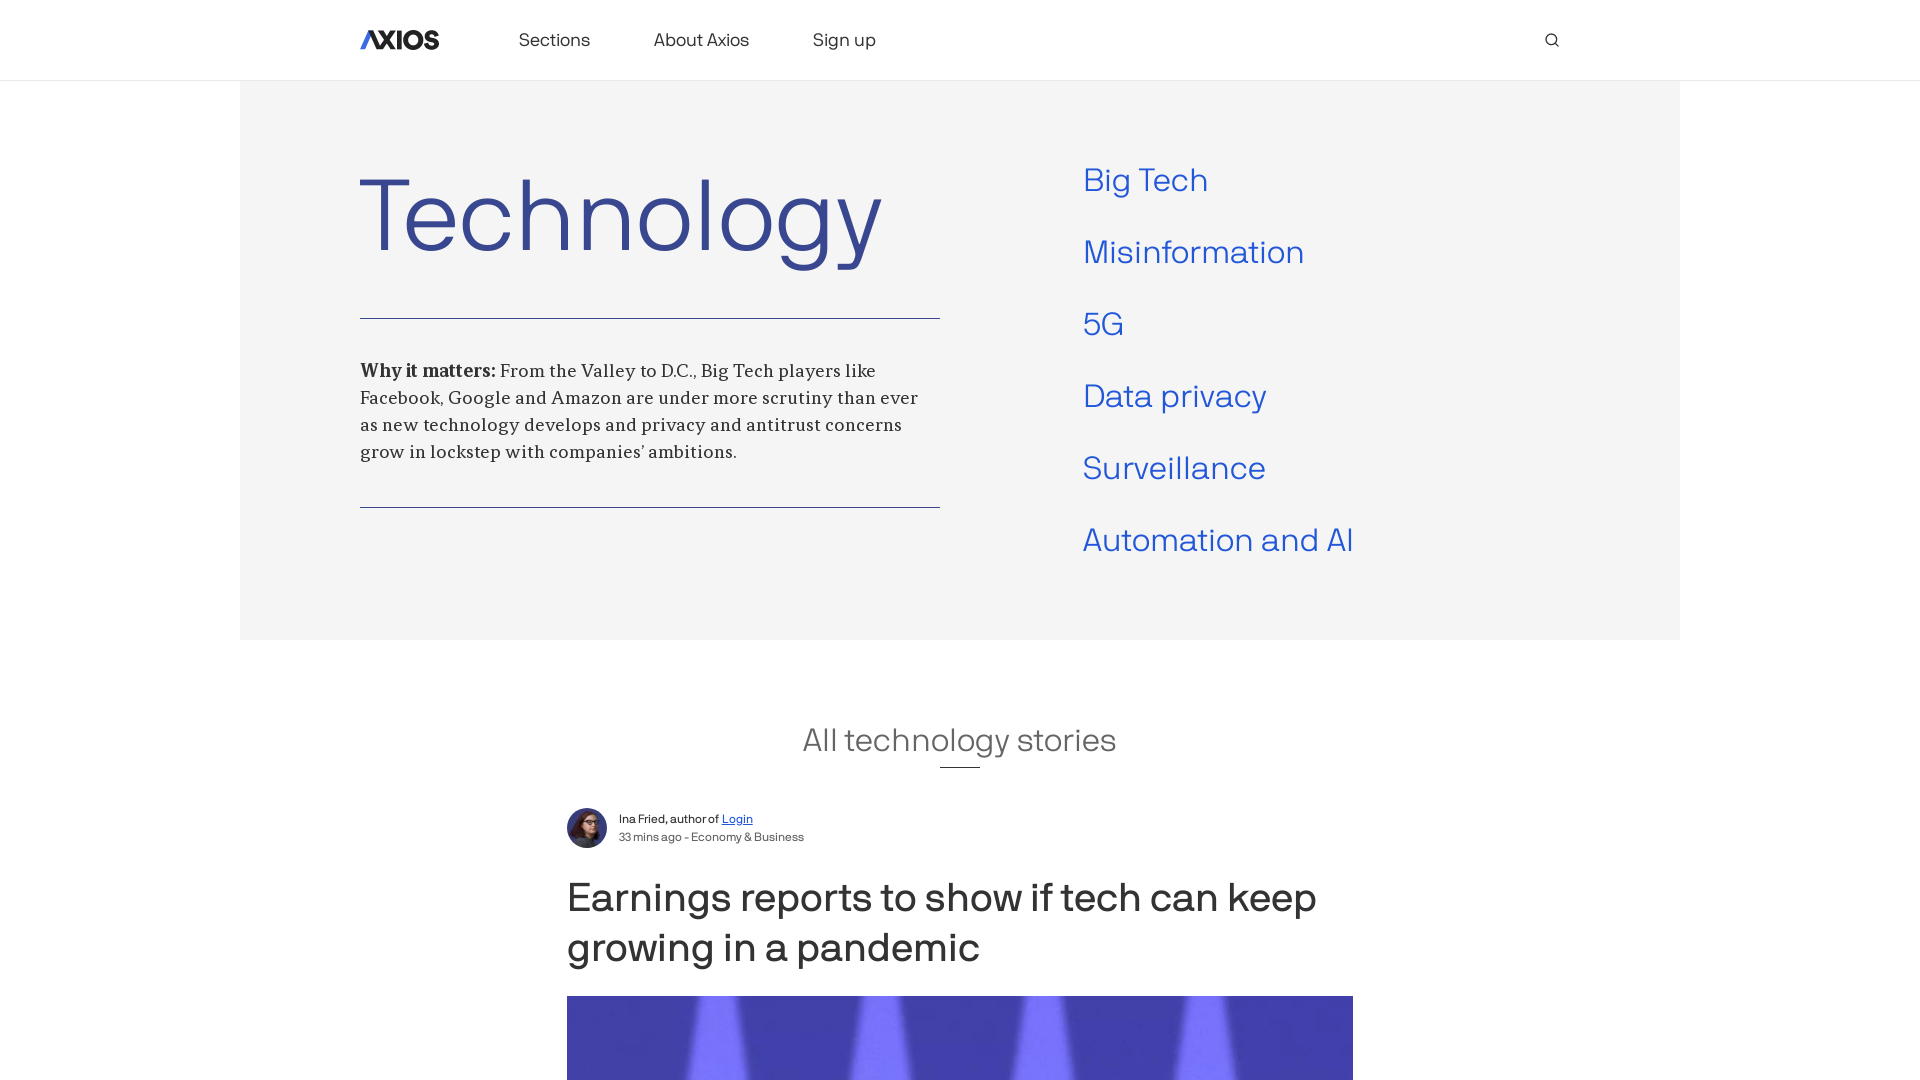 AXIOS
Sections
About Axios
Sign up
Technology
Why it matters: From the Valley to D.C., Big Tech players like
Facebook, Google and Amazon are under more scrutiny than ever
as new technology develops and privacy and antitrust concerns
grow in lockstep with companies' ambitions.
Big Tech
Misinformation
5G
Data privacy
Surveillance
Automation and AI
All technology stories
Ina Fried, author of Login
33 mins ago - Economy & Business
Earnings reports to show if tech can keep
growing in a pandemic